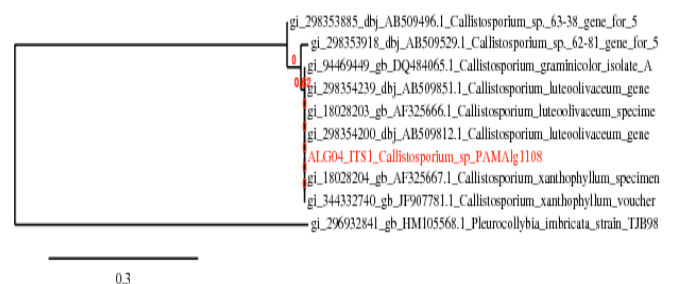 gi_298353885_dbj_AB509496.1_Callistosporium_sp._63-38_gene_for_5
gi_298353918_dbj_AB509529.1_Callistosporium_sp._62-81_gene_for_5
0
gi_94469449_gb_DQ484065.1_Callistosporium_graminicolor_isolate_A
gi_298354239_dbj_AB509851.1_Callistosporium_luteoolivaceum_gene
gi_18028203_gb_AF325666.1_Callistosporium_luteoolivaceum_specime
gi_298354200_dbj_AB509812.1_Callistosporium_luteoolivaceum_gene
ALG04_ITS1_Callistosporium_sp_PAMAlg1108
gi_18028204_gb_AF325667.1_Callistosporium_xanthophyllum_specimen
gi_344332740_gb_JF907781.1_Callistosporium_xanthophyllum_voucher
gi_296932841_gb_HM105568.1_Pleurocollybia_imbricata_strain_TJB98
0.3